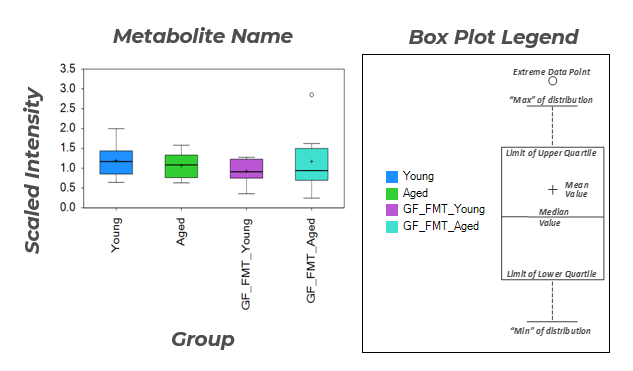 Metabolite Name
Scaled Intensity
3.5
3.0
2.5
2.0
1.5
1.0
0.5
0.0
Young
Aged
GF_FMT_Young
GF_FMT_Aged
Group
Box Plot Legend
Young
Aged
GF_FMT_Young
GF_FMT_Aged
Extreme Data Point
“Max” of distribution
Limit of Upper Quartile
Mean
Value
Median
Value
Limit of Lower Quartile
“Min” of distribution